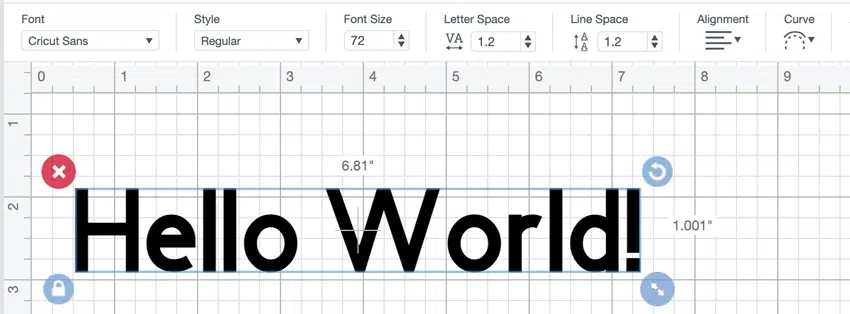 Font Style Font Size Letter Space Line Space Alignment Curve
Cricut Sans Regular 72 VA 1.2 A A 1.2
0 1 2 3 4 5 6 7 8 9
1
6.81"
2
Hello World!
1.001"
3